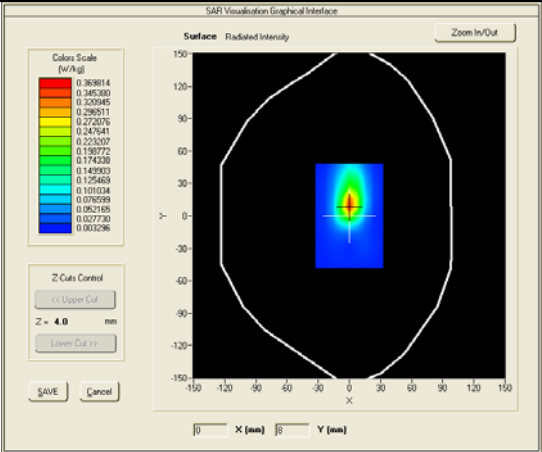 SAR Visualisation Graphical Interface
Surface Radiated Intensity
Zoom In/Out
Colors Scale
(W/kg)
0.369814
0.345380
0.320945
0.296511
0.272076
0.247641
0.223207
0.198772
0.174338
0.149903
0.125469
0.101034
0.076599
0.052165
0.027730
0.003296
Z-Cuts Control
<< Upper Cut
Z = 4.0 mm
Lower Cut >>
SAVE Cancel
150
120
90
60
30
0
-30
-60
-90
-120
-150
Y
-150 -120 -90 -60 -30 0 30 60 90 120 150
X
0 X (mm) 8 Y (mm)